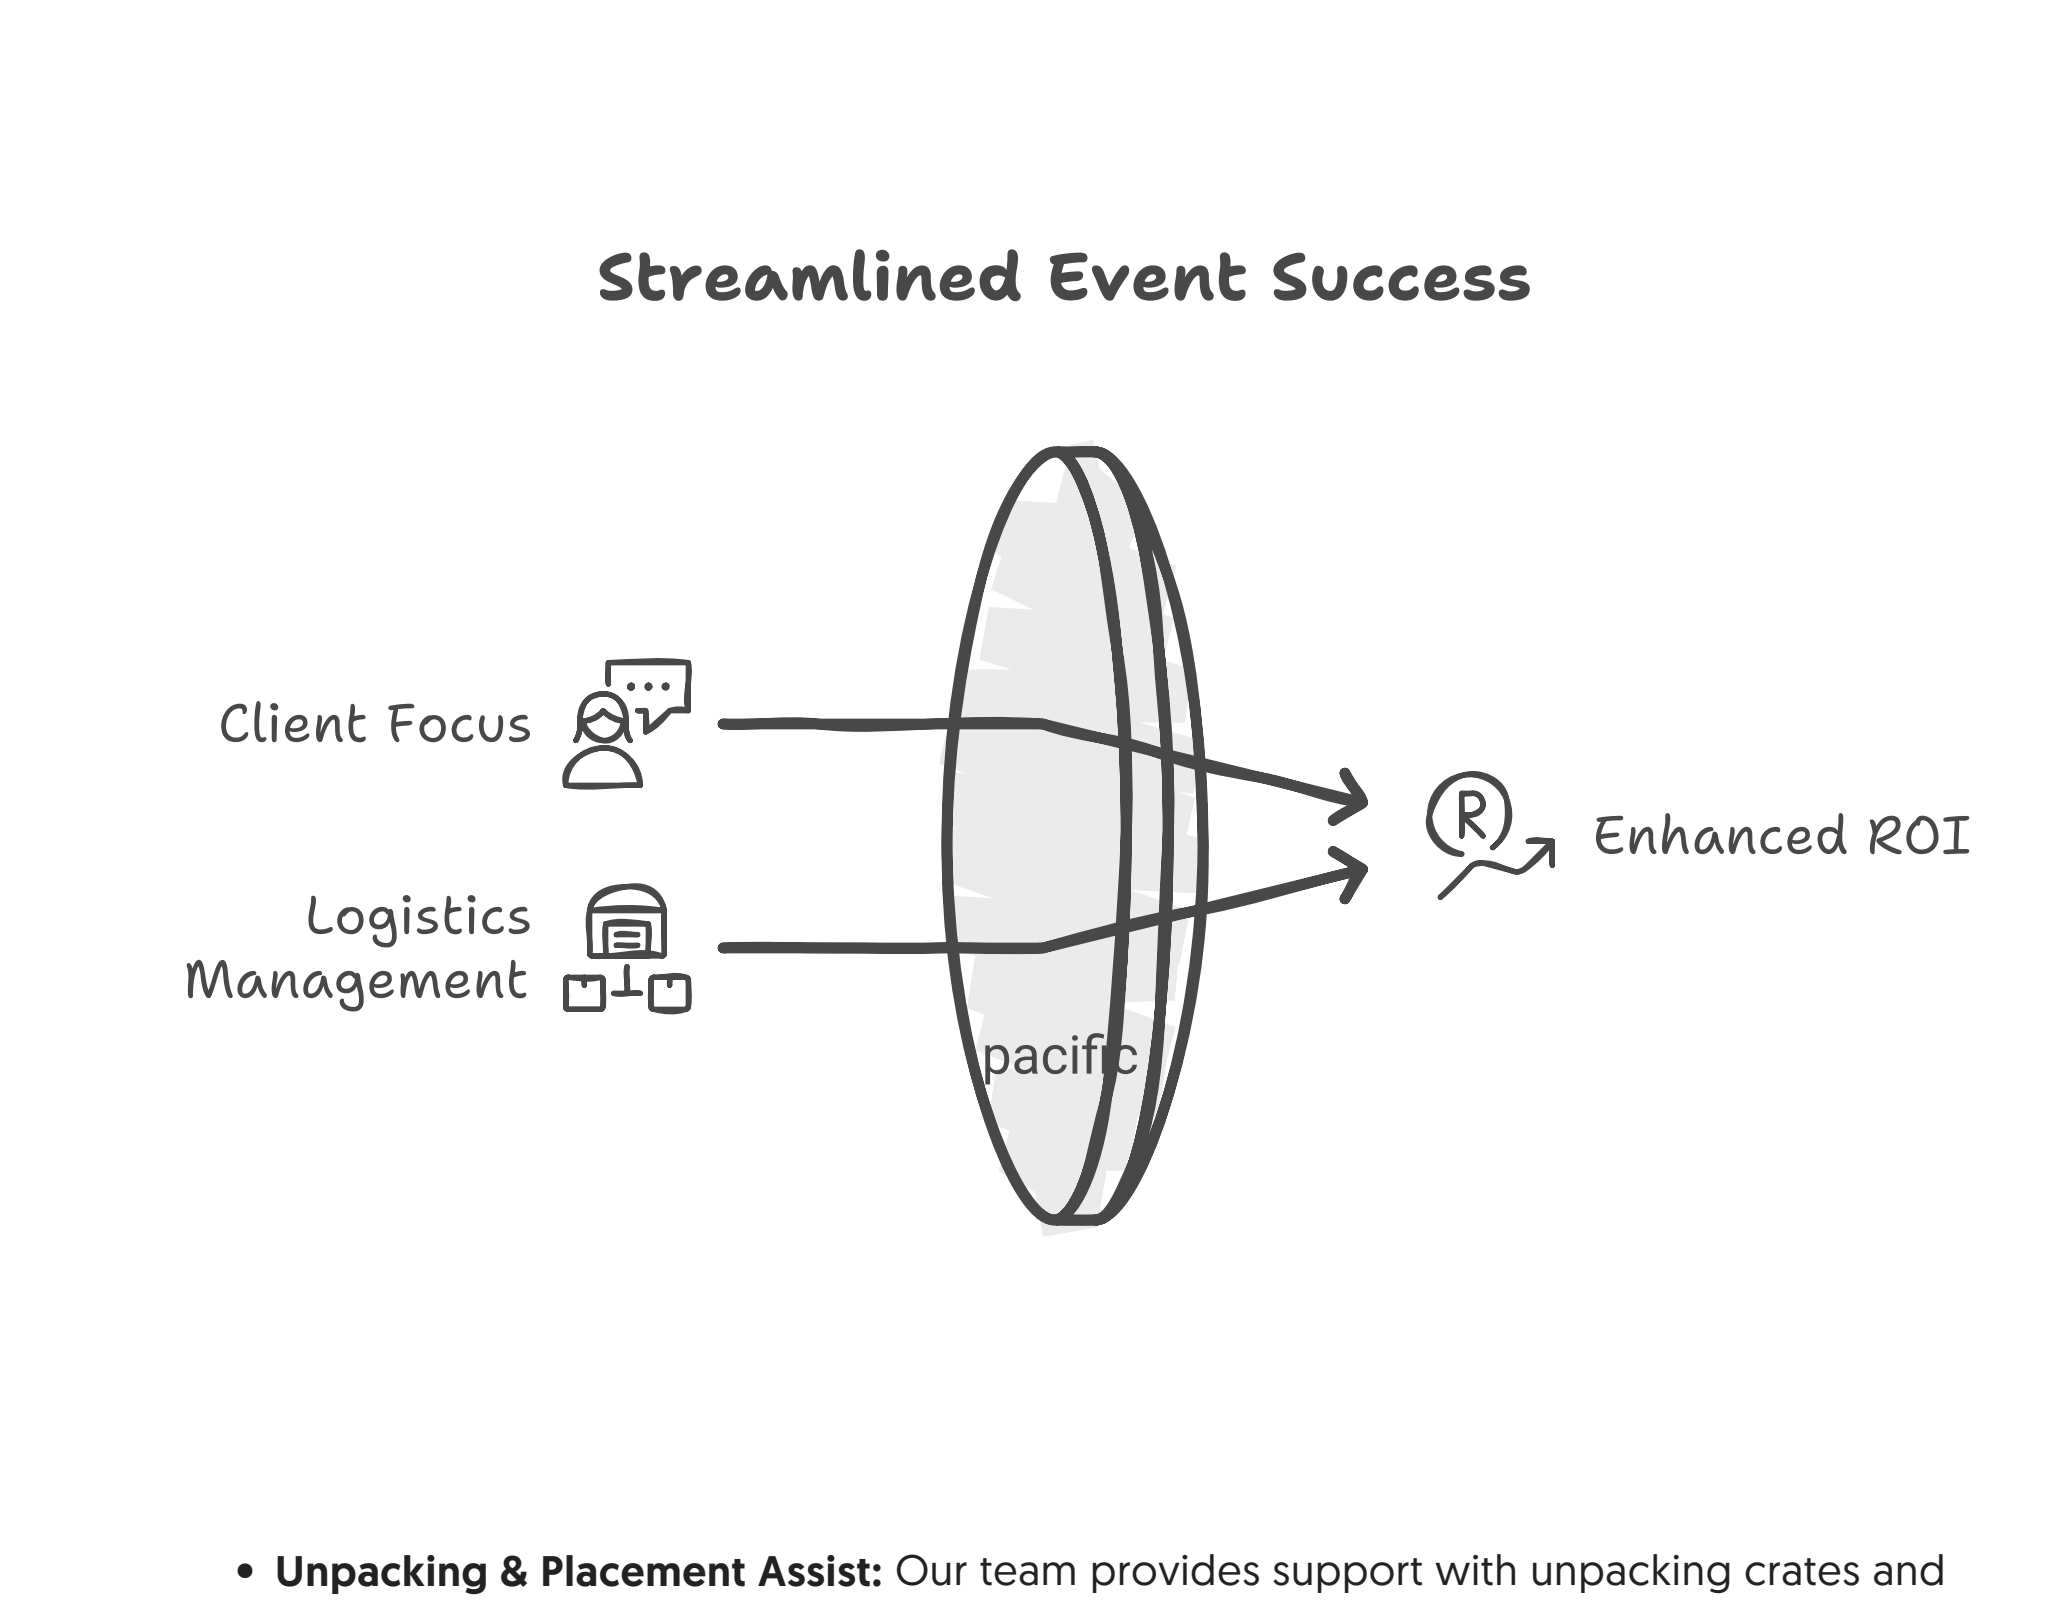 Streamlined Event Success
Client Focus
Logistics
Management
pacific
R
Enhanced ROI
• Unpacking & Placement Assist: Our team provides support with unpacking crates and